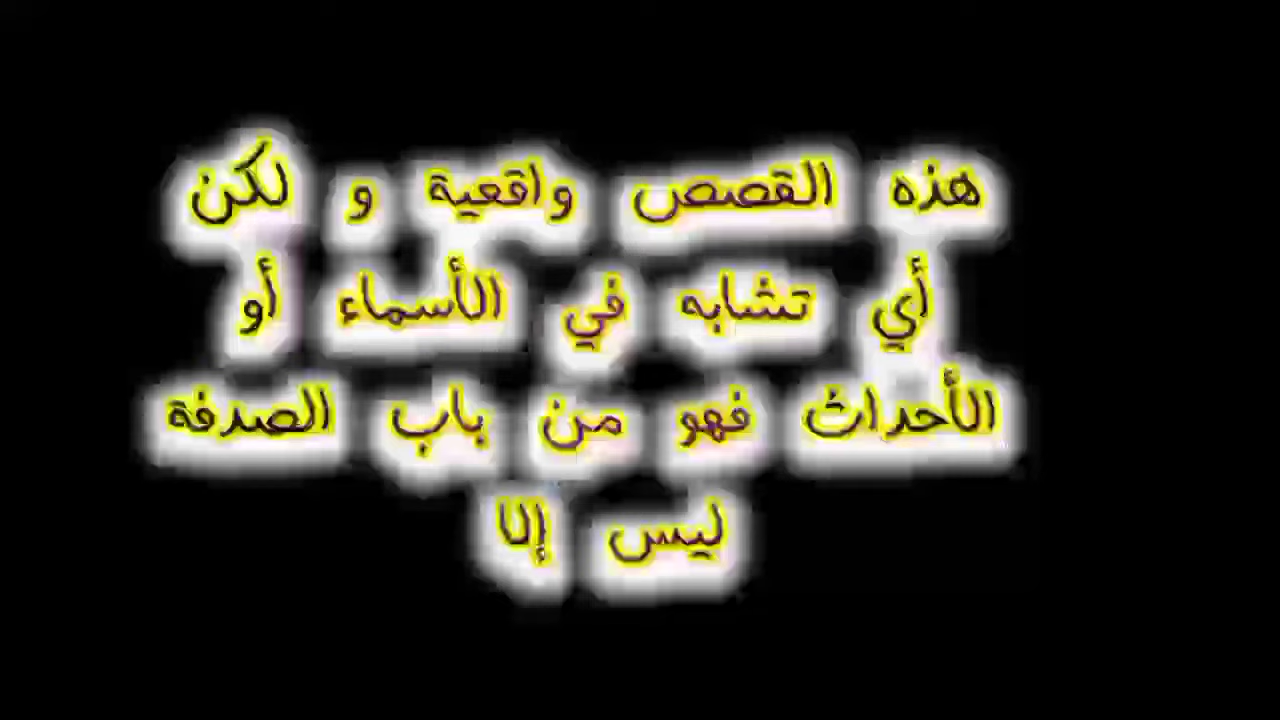 هذه القصص واقعية و لكن
أي تشابه في الأسماء أو
الأحداث فهو من باب الصدفة
ليس إلا